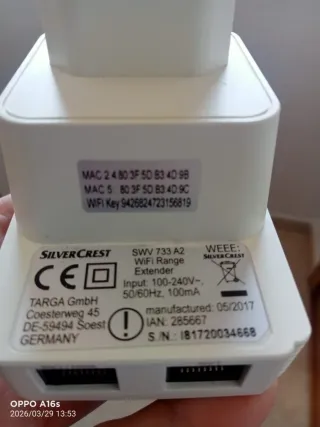 MAC 2.4:80:3F:5D:B3:4D:9B
MAC 5: 80:3F:5D:B3:4D:9C
WiFi Key:9426824723156819
SILVERCREST
SWV 733 A2
WiFi Range
Extender
Input: 100-240V~,
50/60Hz, 100mA
WEEE:
SILVERCREST
CE
TARGA GmbH
Coesterweg 45
DE-59494 Soest
GERMANY
!
manufactured: 05/2017
IAN: 285667
S./N.: I81720034668
OPPO A16s
2026/03/29 13:53